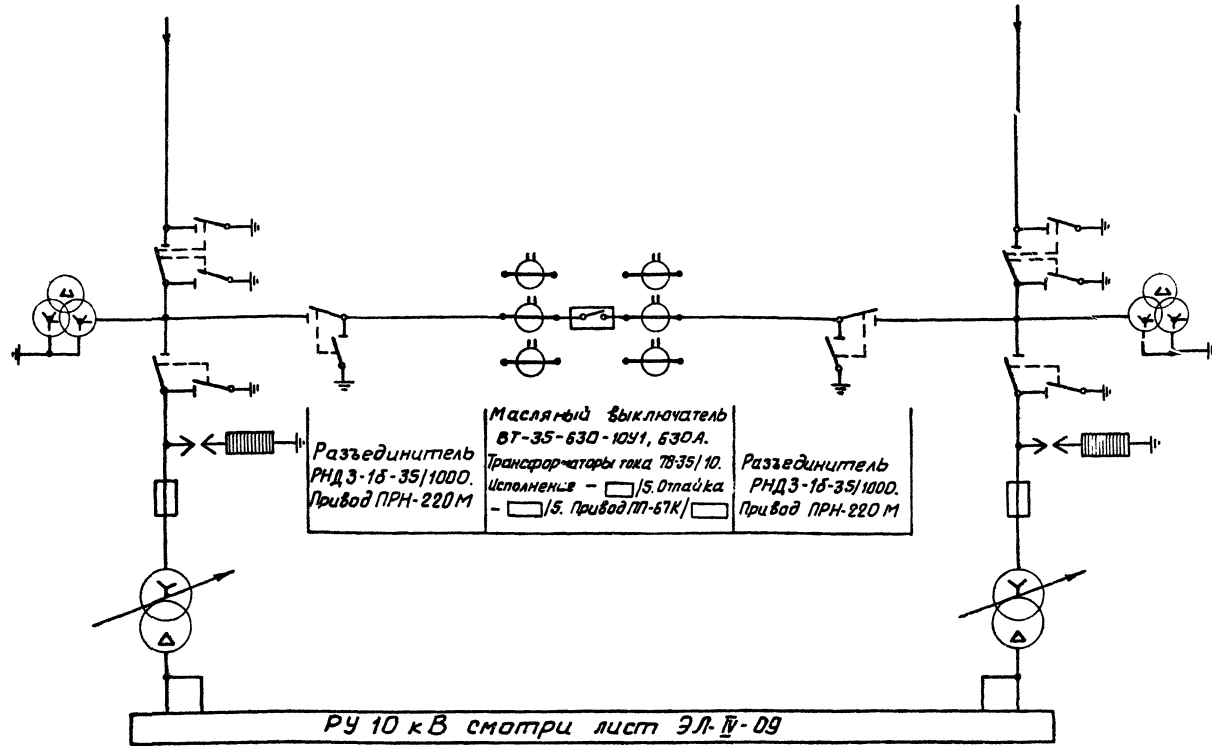 Разъединитель
РНДЗ-1б-35/1000.
Привод ПРН-220М
Масляный выключатель
ВТ-35-630-10У1, 630А.
Трансформаторы тока ТВ-35/10.
Исполнение - /5. Отпайка
- /5. Привод ПП-67К/
Разъединитель
РНДЗ-1б-35/1000.
Привод ПРН-220М
РУ 10 кВ смотри лист ЭЛ-IV-09